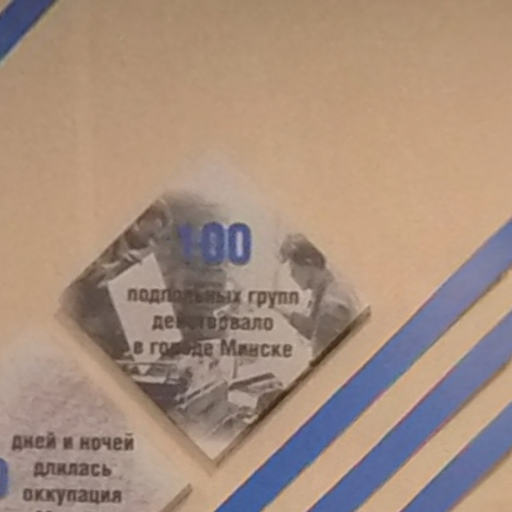 100
подпольных групп
действовало
в городе Минске
дней и ночей
длилась
оккупация